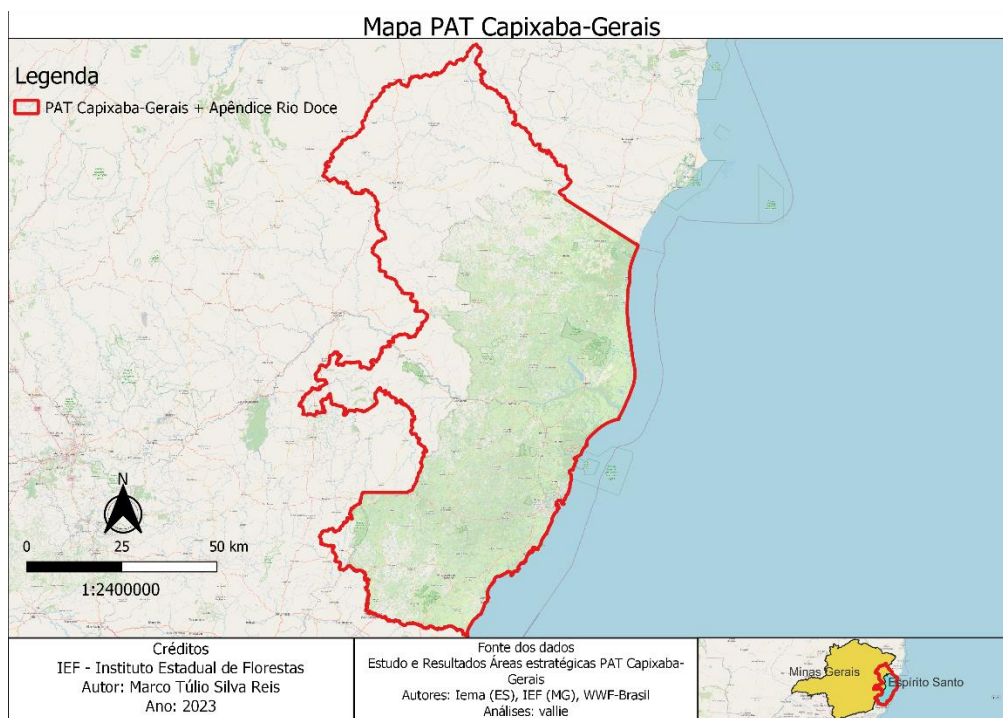 Mapa PAT Capixaba-Gerais
Legenda
PAT Capixaba-Gerais + Apêndice Rio Doce
N
0 25 50 km
1:2400000
Créditos
IEF - Instituto Estadual de Florestas
Autor: Marco Túlio Silva Reis
Ano: 2023
Fonte dos dados
Estudo e Resultados Áreas estratégicas PAT Capixaba-
Gerais
Autores: Iema (ES), IEF (MG), WWF-Brasil
Análises: vallie
Minas Gerais
Espírito Santo